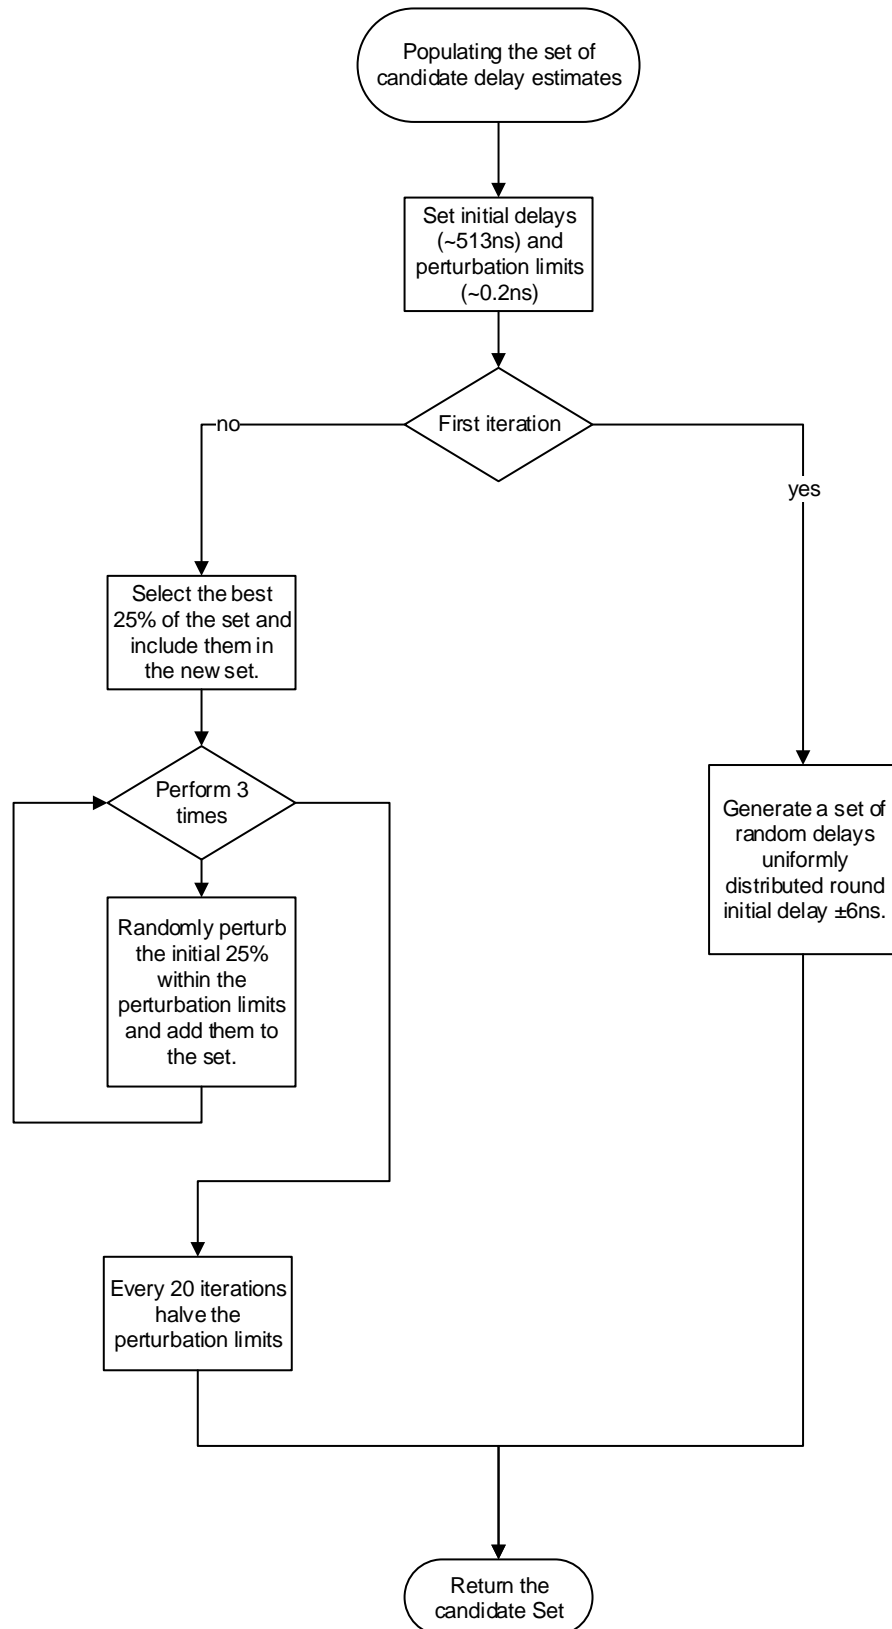 Populating the set of
candidate delay estimates
Set initial delays
(~513ns) and
perturbation limits
(~0.2ns)
First iteration
no
yes
Select the best
25% of the set and
include them in
the new set.
Perform 3
times
Generate a set of
random delays
uniformly
distributed round
initial delay ±6ns.
Randomly perturb
the initial 25%
within the
perturbation limits
and add them to
the set.
Every 20 iterations
halve the
perturbation limits
Return the
candidate Set